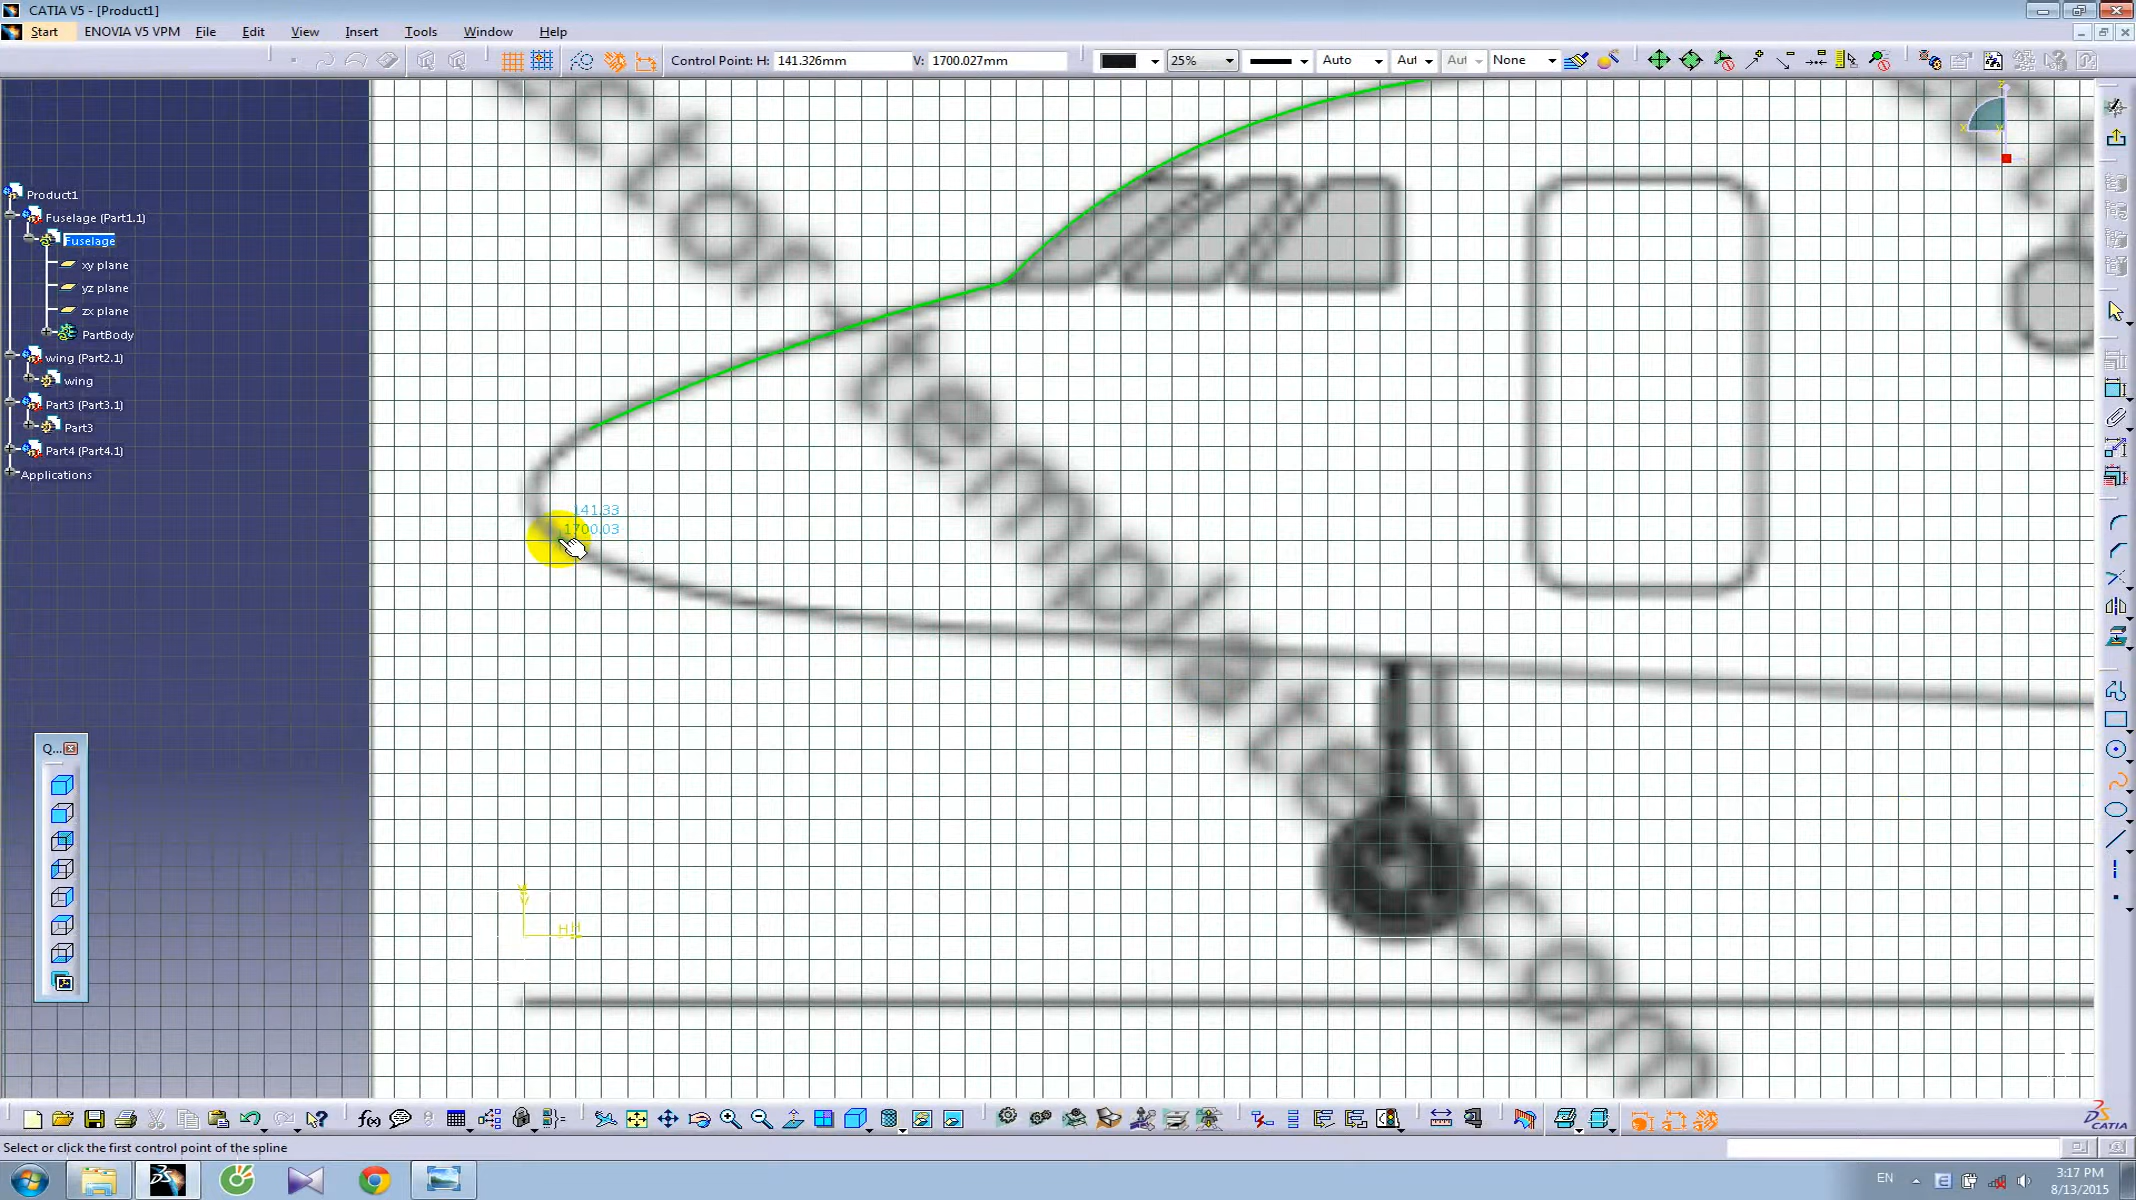 CATIA V5 - [Product1]
Start ENOVIA V5 VPM File Edit View Insert Tools Window Help
Control Point: H: 141.326mm V: 1700.027mm 25% Auto Aut Aut None
Product1
Fuselage (Part1.1)
Fuselage
xy plane
yz plane
zx plane
PartBody
wing (Part2.1)
wing
Part3 (Part3.1)
Part3
Part4 (Part4.1)
Applications
141.33
1700.03
Q...
H H
f(x)
CATIA
Select or click the first control point of the spline
EN
3:17 PM
8/13/2015